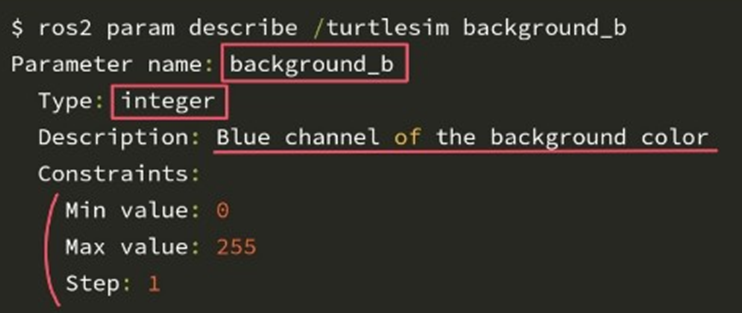 $ ros2 param describe /turtlesim background_b
Parameter name: background_b
Type: integer
Description: Blue channel of the background color
Constraints:
Min value: 0
Max value: 255
Step: 1